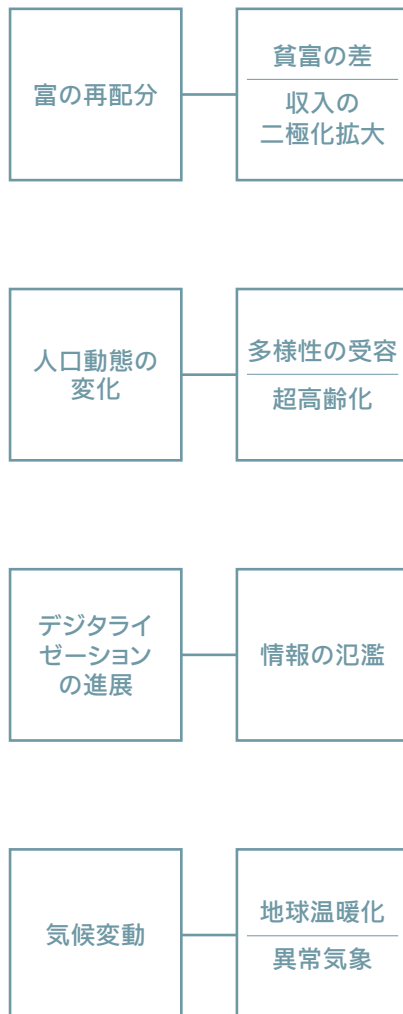 富の再配分
貧富の差
収入の
二極化拡大
人口動態の
変化
多様性の受容
超高齢化
デジタライ
ゼーション
の進展
情報の氾濫
気候変動
地球温暖化
異常気象